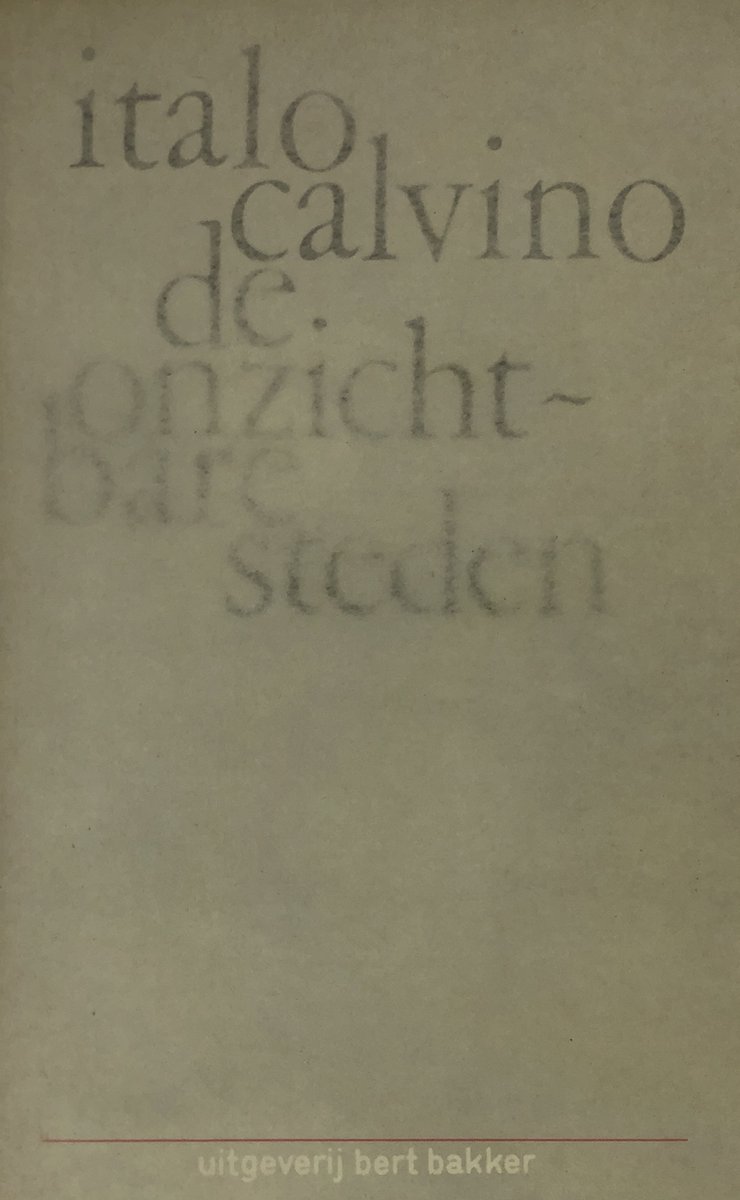 italo
calvino
de
onzicht~
bare
steden
uitgeverij bert bakker